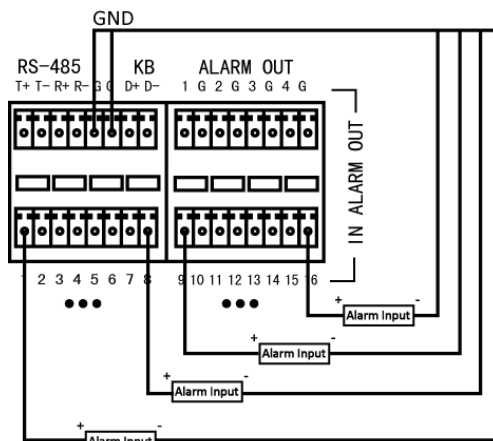 GND
RS-485 KB ALARM OUT
T+ T- R+ R- G G D+ D- 1 G 2 G 3 G 4 G
IN ALARM OUT
1 2 3 4 5 6 7 8 9 10 11 12 13 14 15 16
+ Alarm Input -
+ Alarm Input -
+ Alarm Input -
+ Alarm Input -